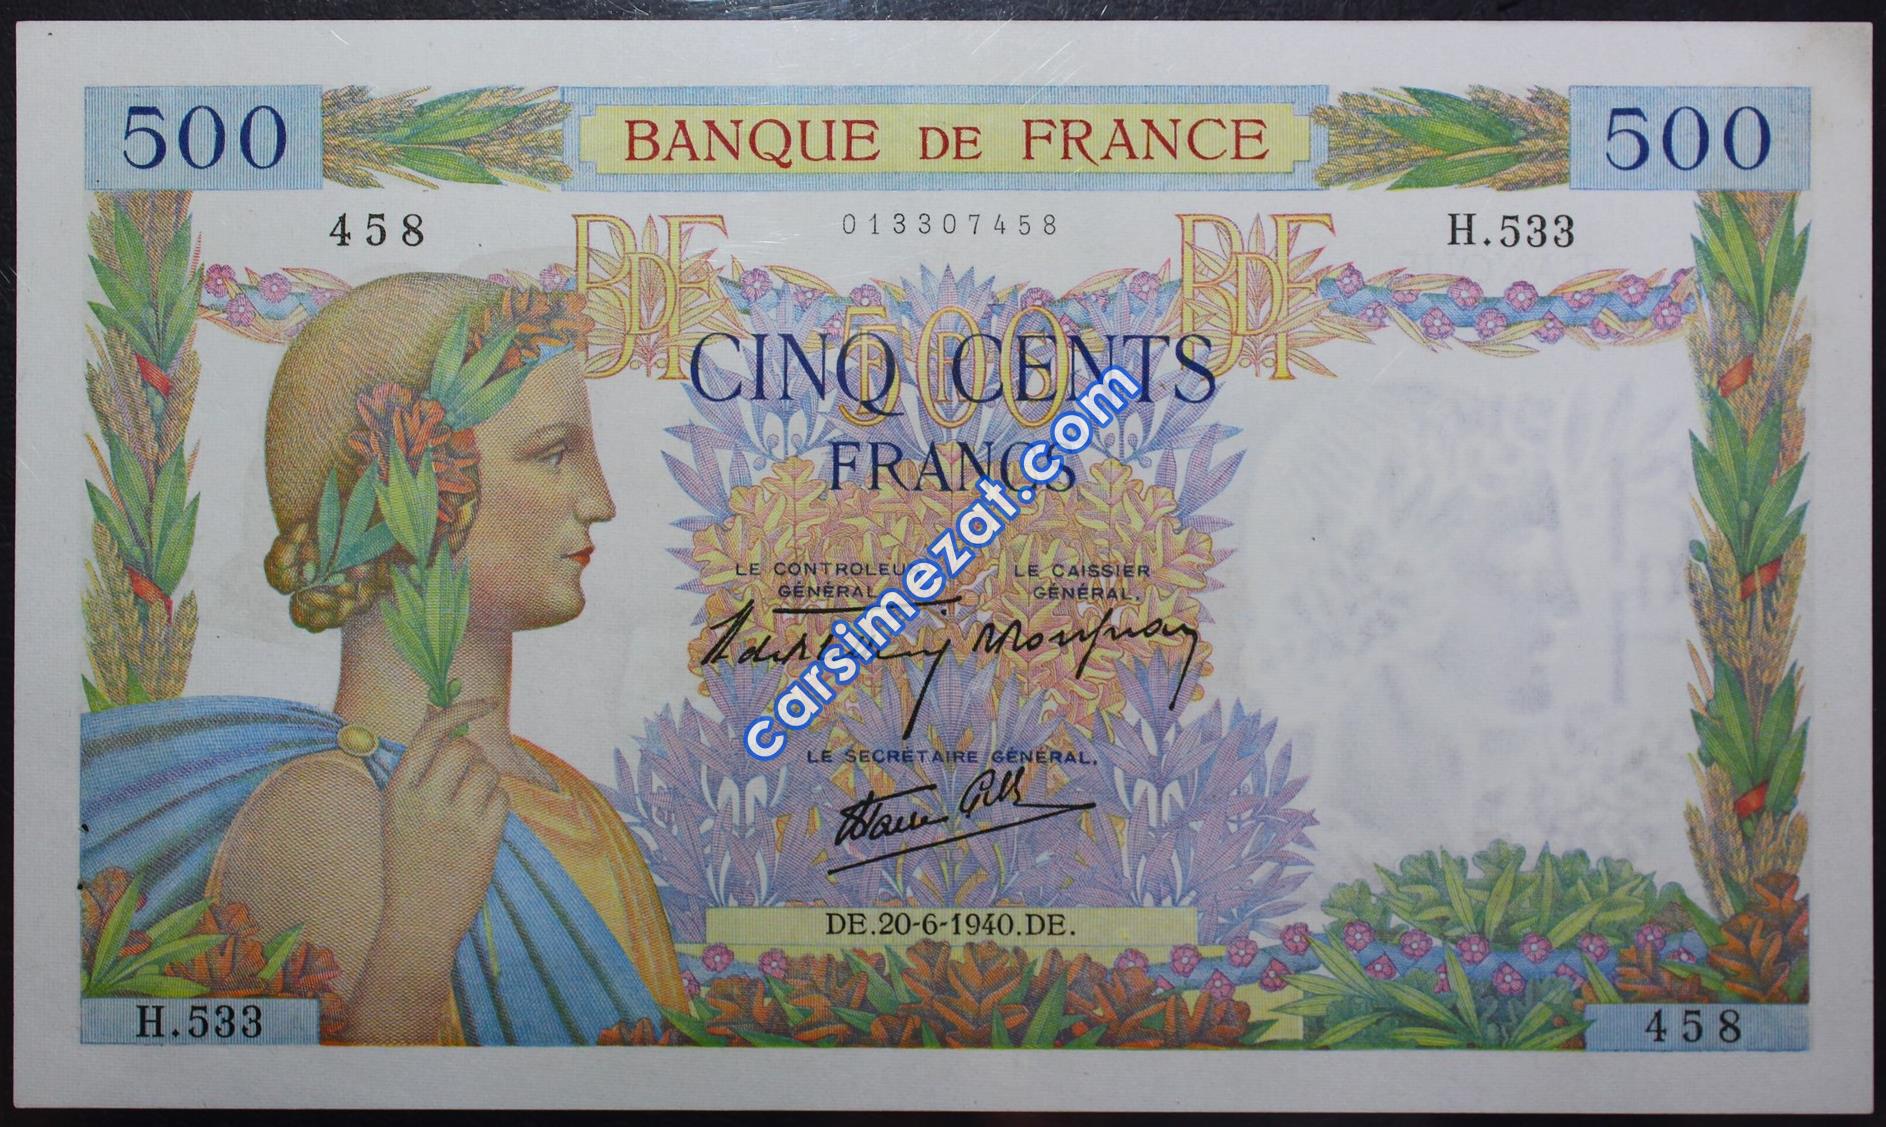 500
BANQUE DE FRANCE
500
458
013307458
H.533
BDF
BDF
500
CINQ CENTS
500
FRANCS
LE CONTROLEUR
GÉNÉRAL
LE CAISSIER
GÉNÉRAL.
LE SECRÉTAIRE GÉNÉRAL.
DE.20-6-1940.DE.
H.533
458
carsimezat.com